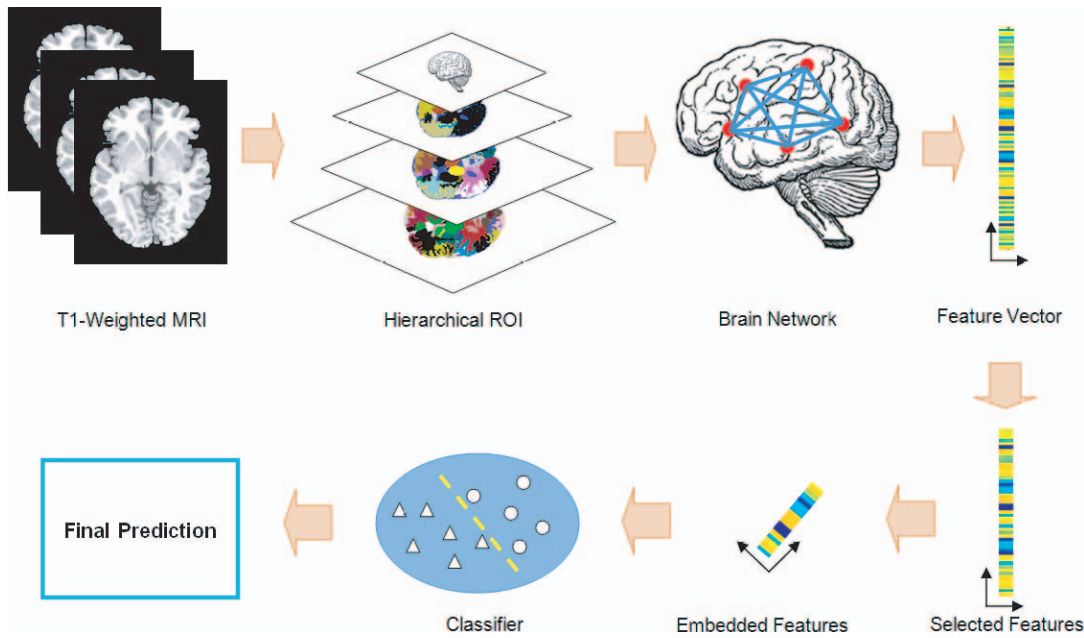 T1-Weighted MRI
Hierarchical ROI
Brain Network
Feature Vector
Final Prediction
Classifier
Embedded Features
Selected Features